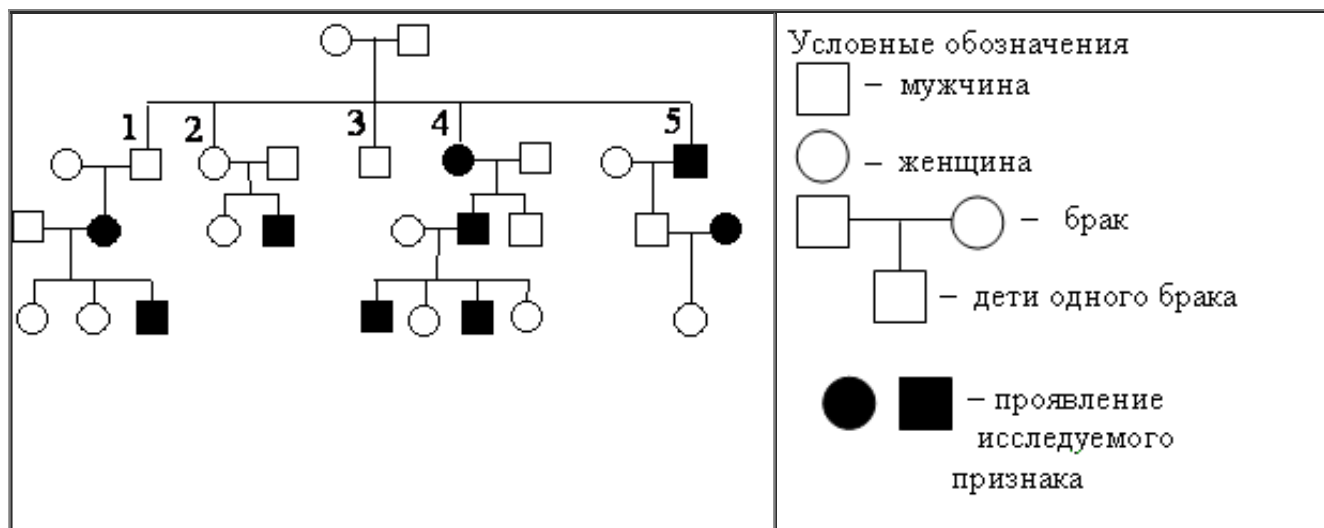 1
2
3
4
5
Условные обозначения
– мужчина
– женщина
– брак
– дети одного брака
– проявление
исследуемого
признака